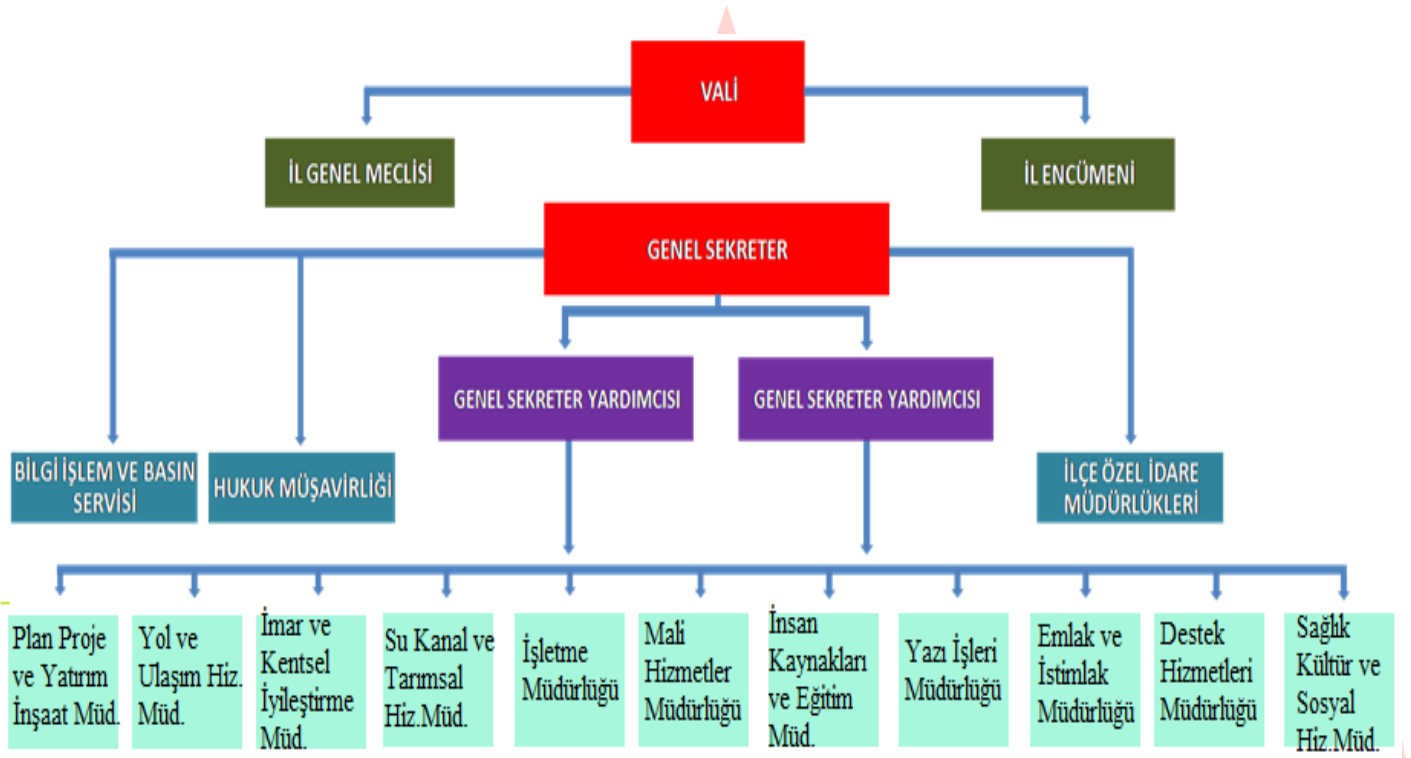 VALİ
İL GENEL MECLİSİ
İL ENCÜMENİ
GENEL SEKRETER
GENEL SEKRETER YARDIMCISI
GENEL SEKRETER YARDIMCISI
BİLGİ İŞLEM VE BASIN
SERVİSİ
HUKUK MÜŞAVİRLİĞİ
İLÇE ÖZEL İDARE
MÜDÜRLÜKLERİ
Plan Proje
ve Yatırım
İnşaat Müd.
Yol ve
Ulaşım Hiz.
Müd.
İmar ve
Kentsel
İyileştirme
Müd.
Su Kanal ve
Tarımsal
Hiz.Müd.
İşletme
Müdürlüğü
Mali
Hizmetler
Müdürlüğü
İnsan
Kaynakları
ve Eğitim
Müd.
Yazı İşleri
Müdürlüğü
Emlak ve
İstimlak
Müdürlüğü
Destek
Hizmetleri
Müdürlüğü
Sağlık
Kültür ve
Sosyal
Hiz.Müd.